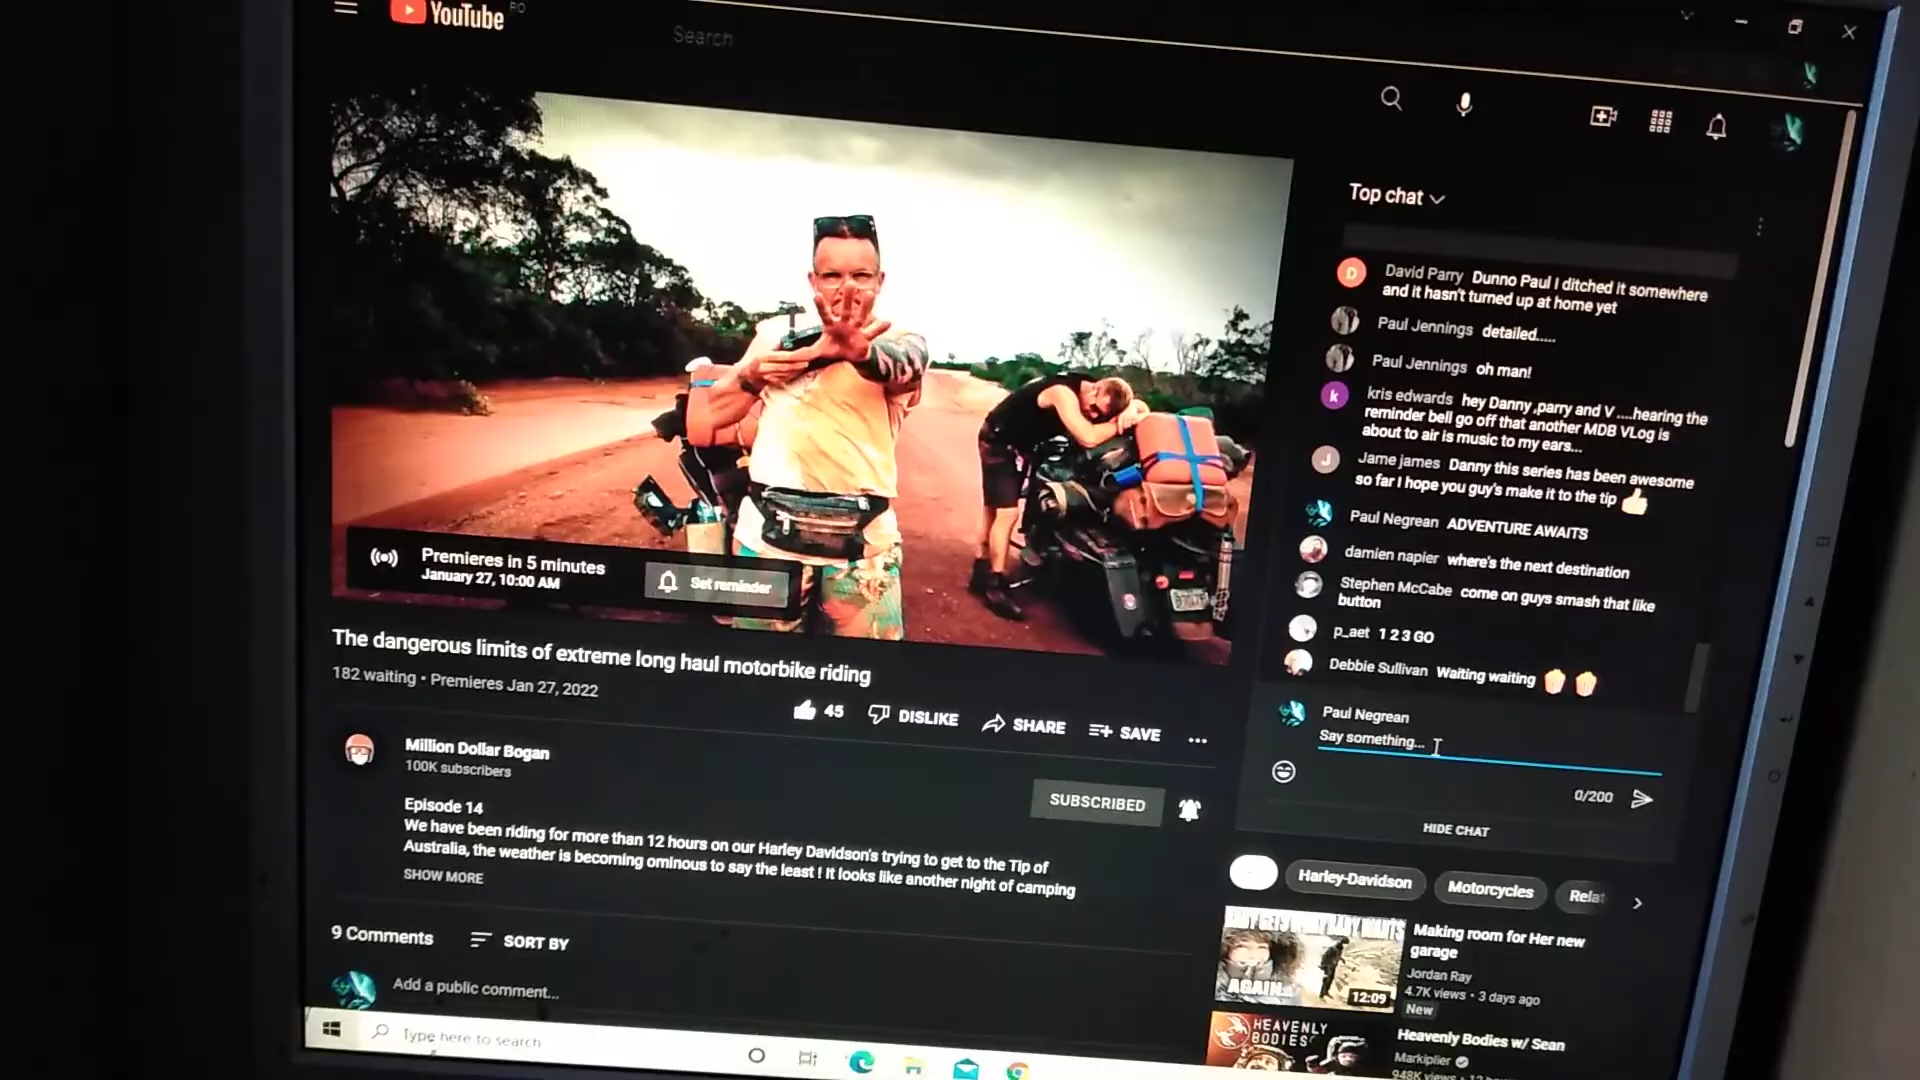 YouTube RO
Search
Top chat
David Parry Dunno Paul I ditched it somewhere
and it hasn't turned up at home yet
Paul Jennings detailed.....
Paul Jennings oh man!
kris edwards hey Danny ,parry and V ....hearing the
reminder bell go off that another MDB VLog is
about to air is music to my ears...
Jame james Danny this series has been awesome
so far I hope you guy's make it to the tip
Paul Negrean ADVENTURE AWAITS
damien napier where's the next destination
Stephen McCabe come on guys smash that like
button
p_aet 1 2 3 GO
Debbie Sullivan Waiting waiting
Paul Negrean
Say something...
0/200
HIDE CHAT
Premieres in 5 minutes
January 27, 10:00 AM
Set reminder
The dangerous limits of extreme long haul motorbike riding
182 waiting • Premieres Jan 27, 2022
45 DISLIKE SHARE SAVE
Million Dollar Bogan
100K subscribers
SUBSCRIBED
Episode 14
We have been riding for more than 12 hours on our Harley Davidson's trying to get to the Tip of
Australia, the weather is becoming ominous to say the least ! It looks like another night of camping
SHOW MORE
9 Comments SORT BY
Add a public comment...
Harley-Davidson Motorcycles Relat
AGAIN...
12:09
Making room for Her new
garage
Jordan Ray
4.7K views • 3 days ago
New
HEAVENLY
BODIES
Heavenly Bodies w/ Sean
Markiplier
948K views
Type here to search